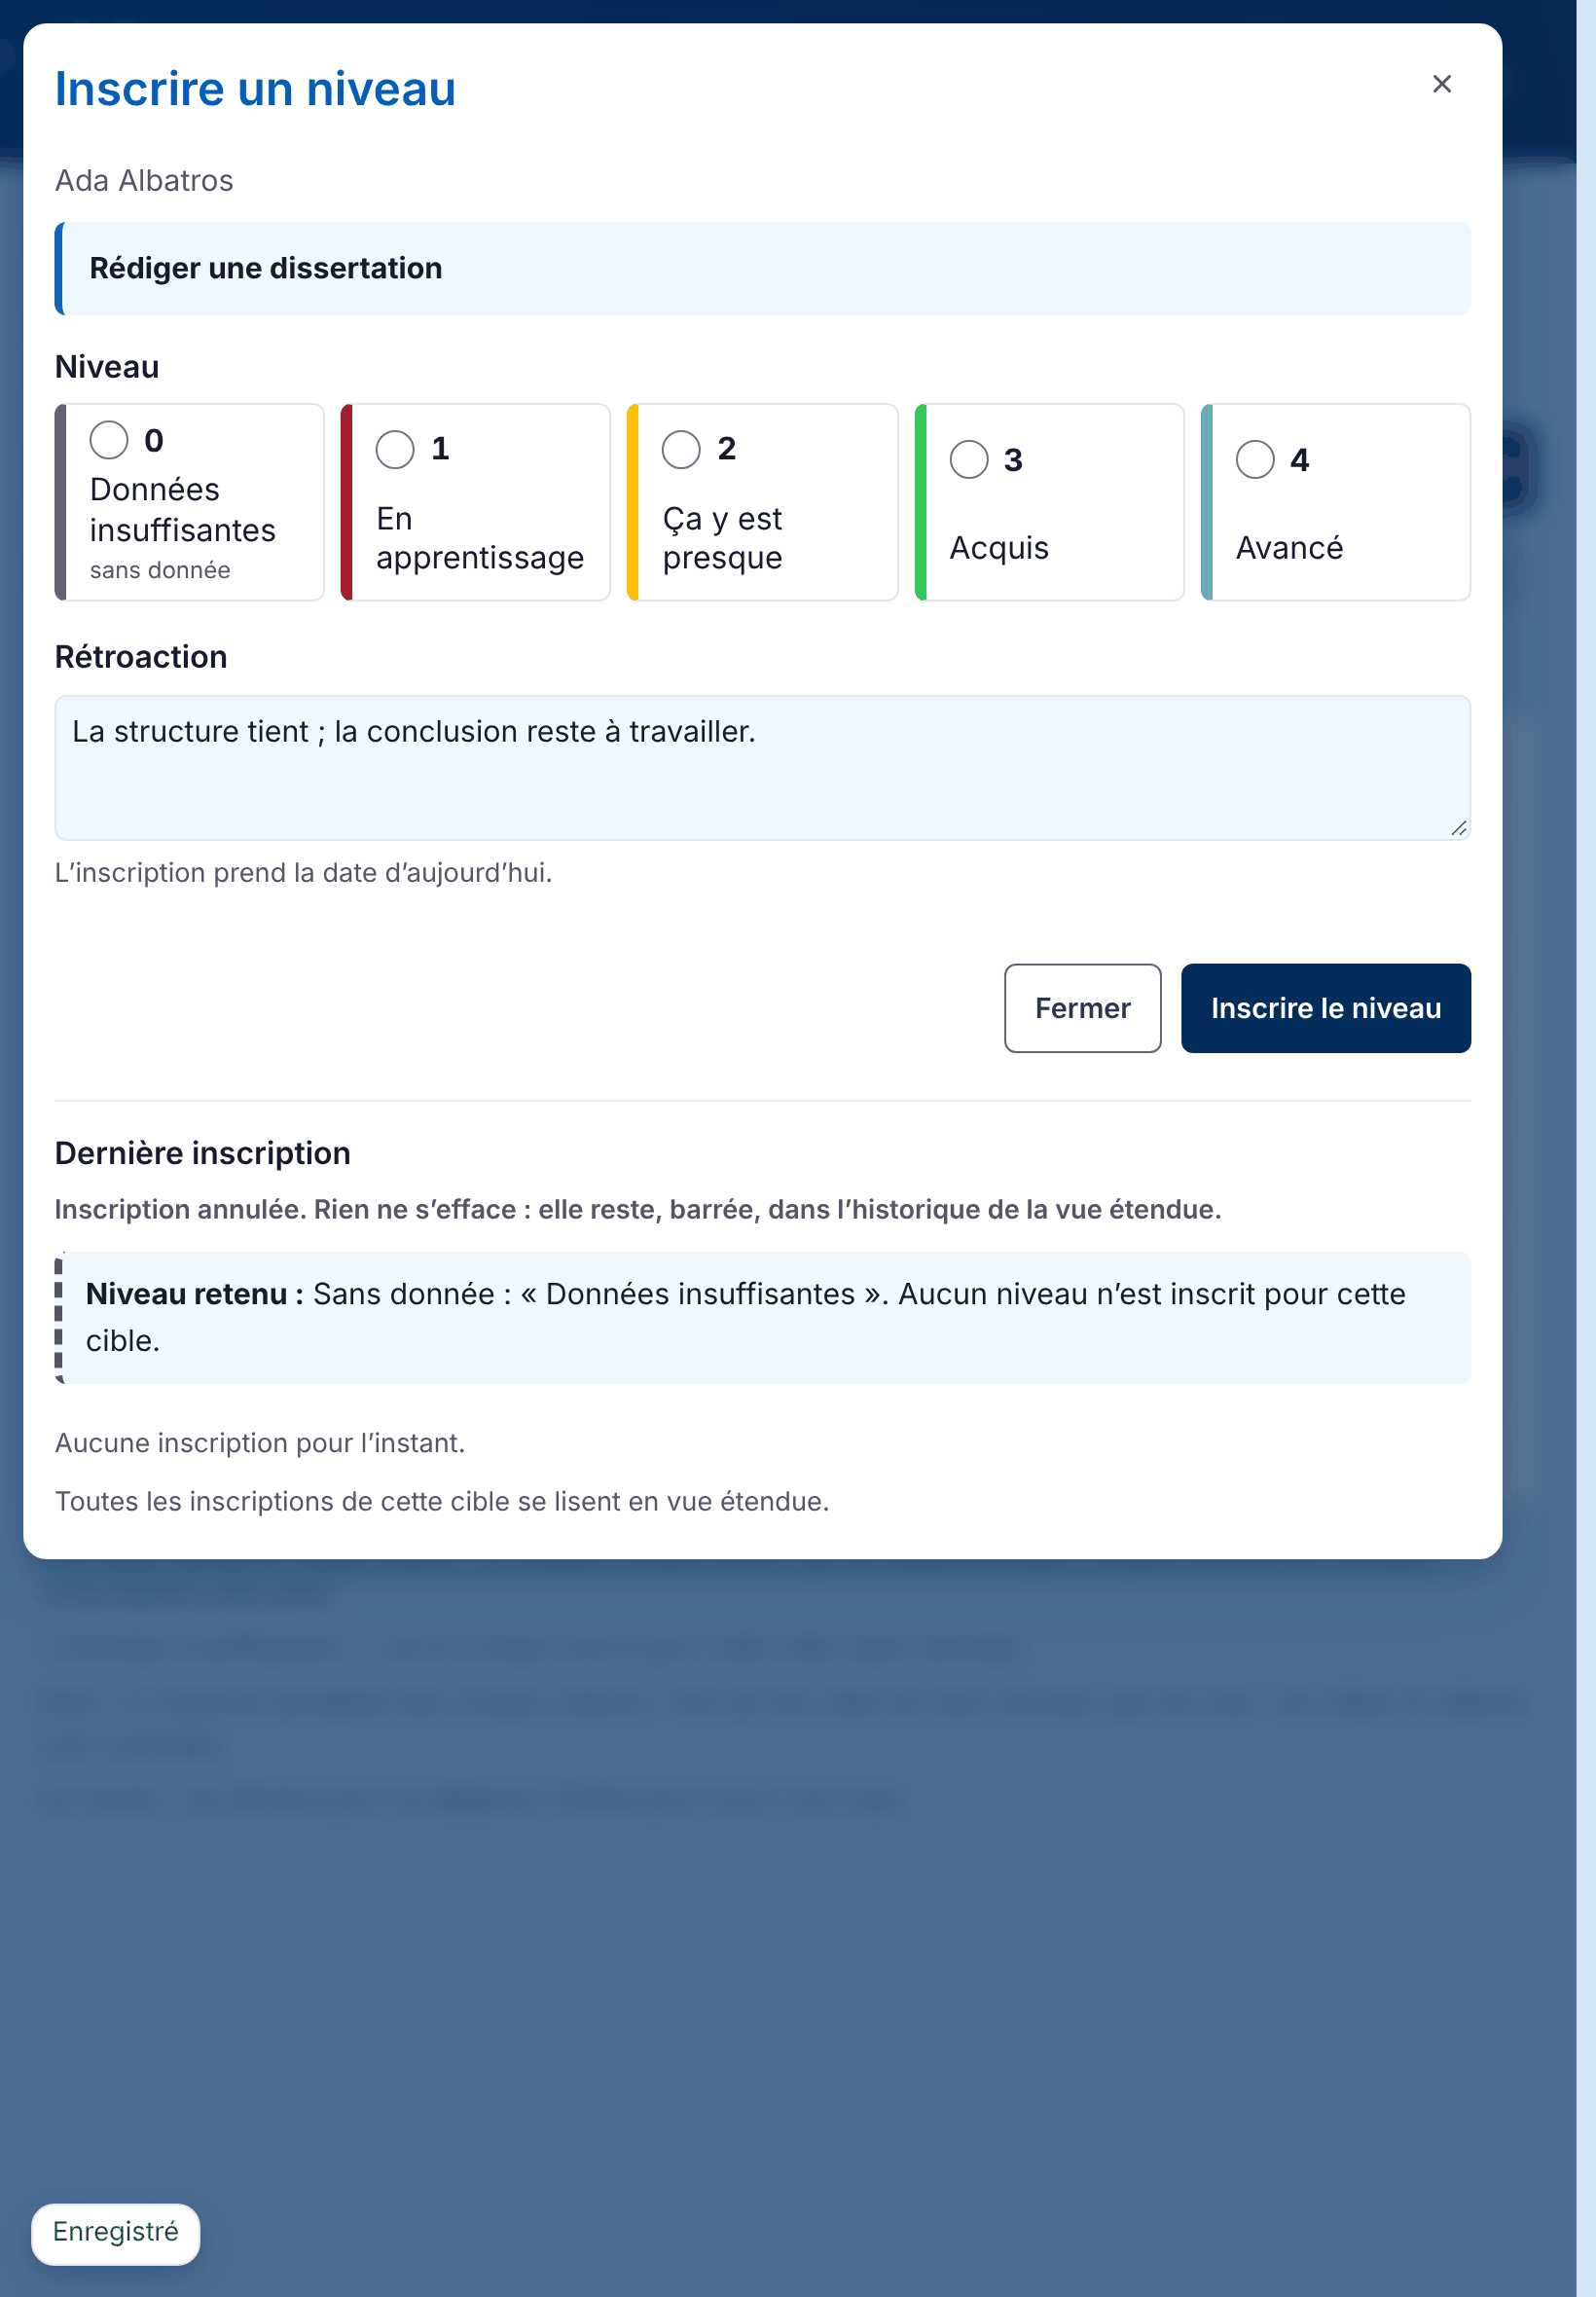 Inscrire un niveau
Ada Albatros
Rédiger une dissertation
Niveau
0
Données
insuffisantes
sans donnée
1
En
apprentissage
2
Ça y est
presque
3
Acquis
4
Avancé
Rétroaction
La structure tient ; la conclusion reste à travailler.
L’inscription prend la date d’aujourd’hui.
Fermer
Inscrire le niveau
Dernière inscription
Inscription annulée. Rien ne s’efface : elle reste, barrée, dans l’historique de la vue étendue.
Niveau retenu : Sans donnée : « Données insuffisantes ». Aucun niveau n’est inscrit pour cette
cible.
Aucune inscription pour l’instant.
Toutes les inscriptions de cette cible se lisent en vue étendue.
Enregistré